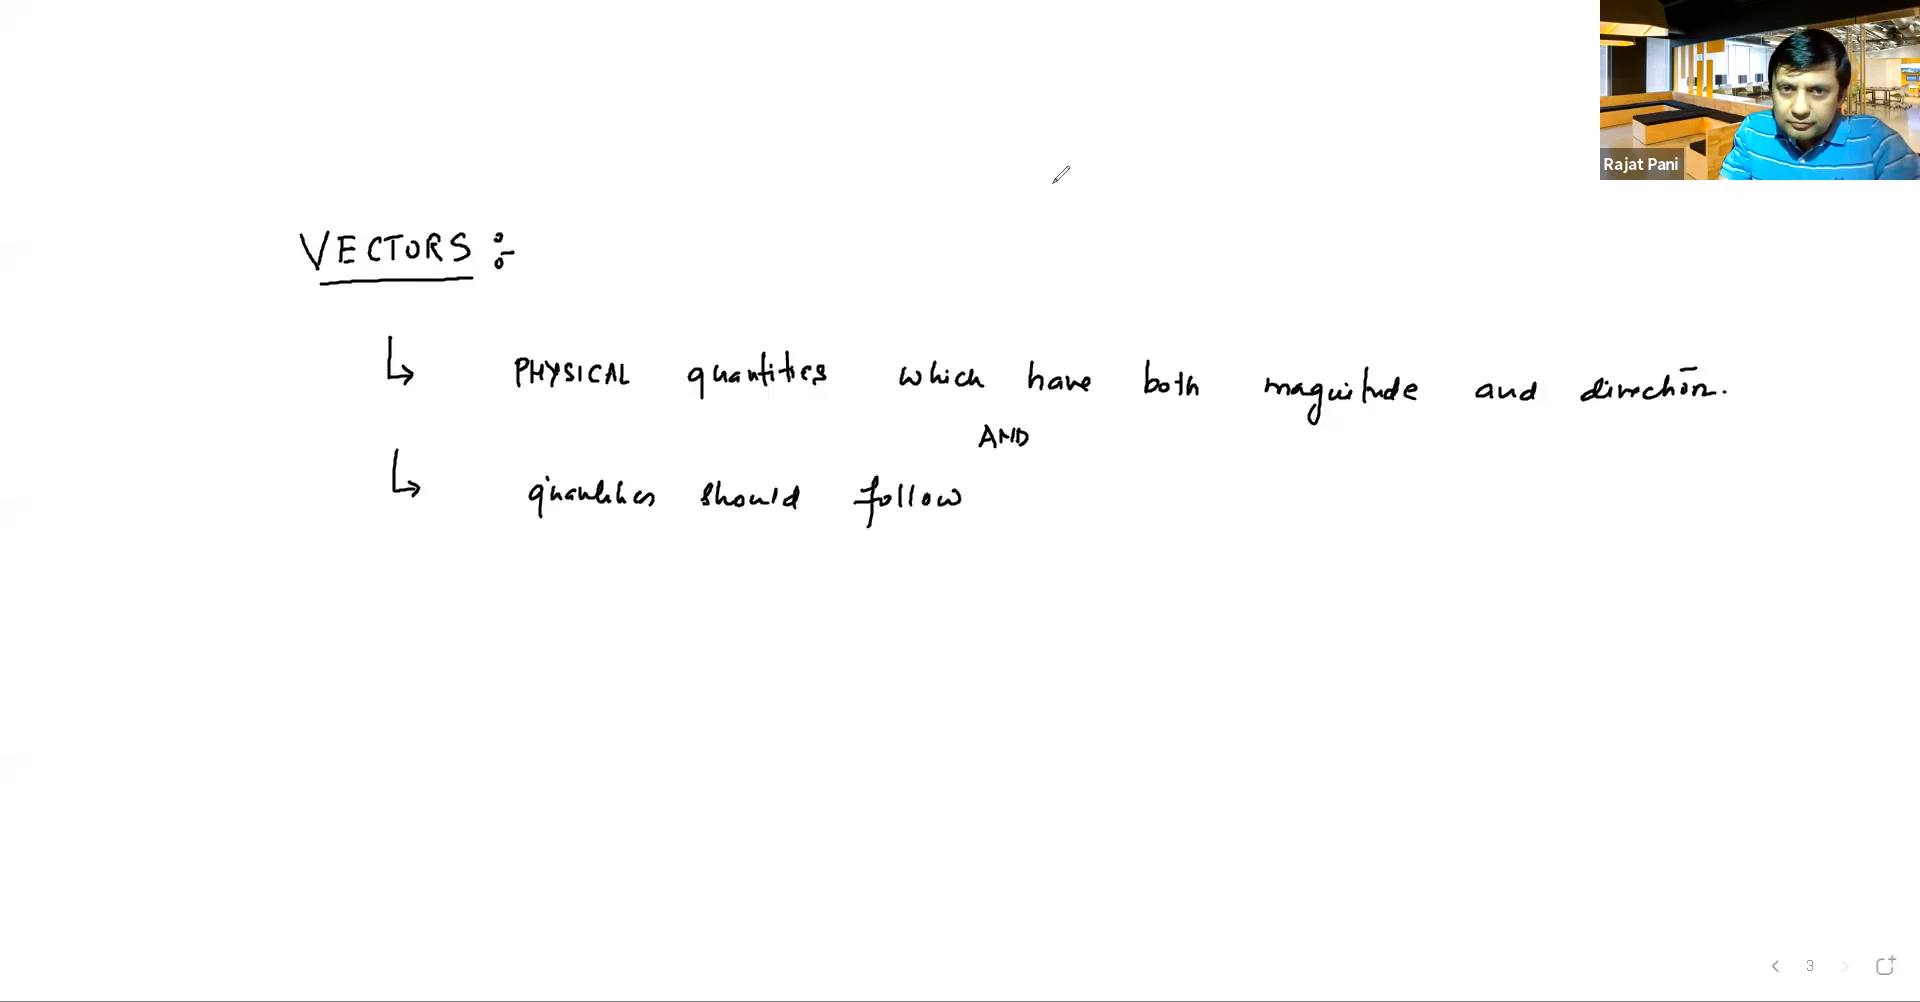 Rajat Pani
VECTORS :-
↳ PHYSICAL quantities which have both magnitude and direction.
AND
↳ quantities should follow
3